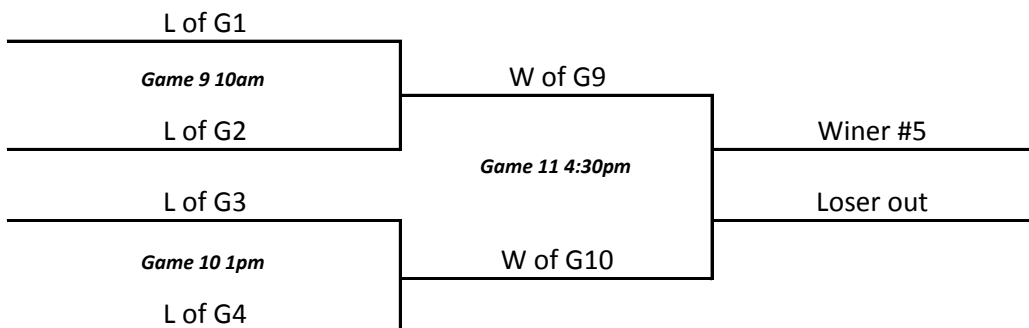 L of G1
Game 9 10am
W of G9
L of G2
Winer #5
Game 11 4:30pm
L of G3
Loser out
Game 10 1pm
W of G10
L of G4